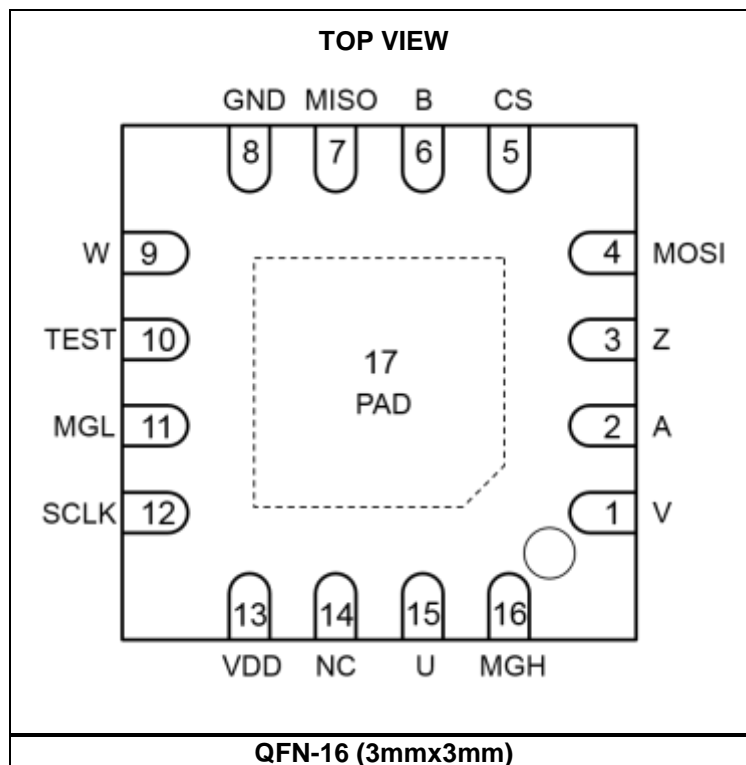 TOP VIEW
GND MISO B CS
8 7 6 5
W 9 4 MOSI
TEST 10 3 Z
17
PAD
MGL 11 2 A
SCLK 12 1 V
13 14 15 16
VDD NC U MGH
QFN-16 (3mmx3mm)